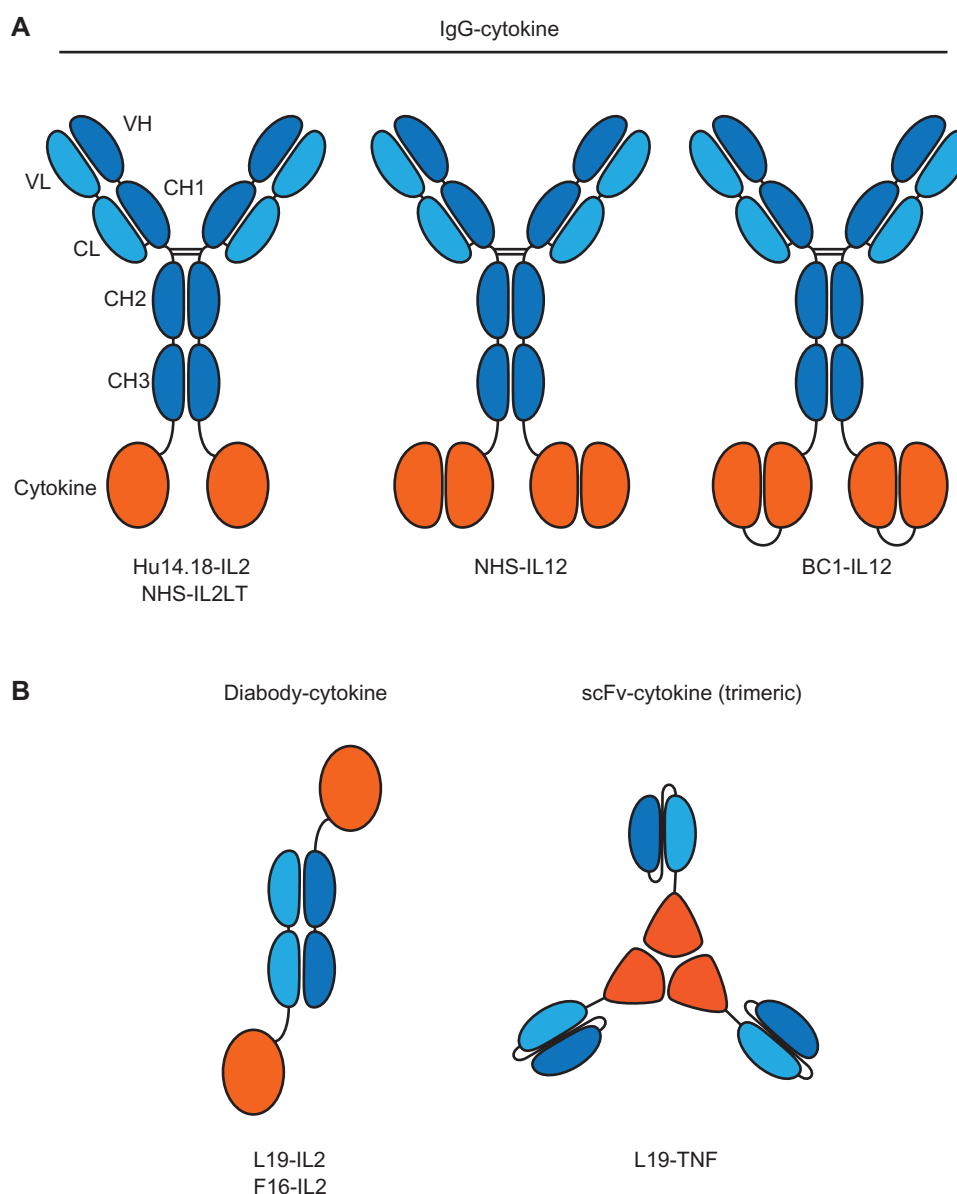 A
IgG-cytokine
VH
VL
CH1
CL
CH2
CH3
Cytokine
Hu14.18-IL2
NHS-IL2LT
NHS-IL12
BC1-IL12
B
Diabody-cytokine
scFv-cytokine (trimeric)
L19-IL2
F16-IL2
L19-TNF